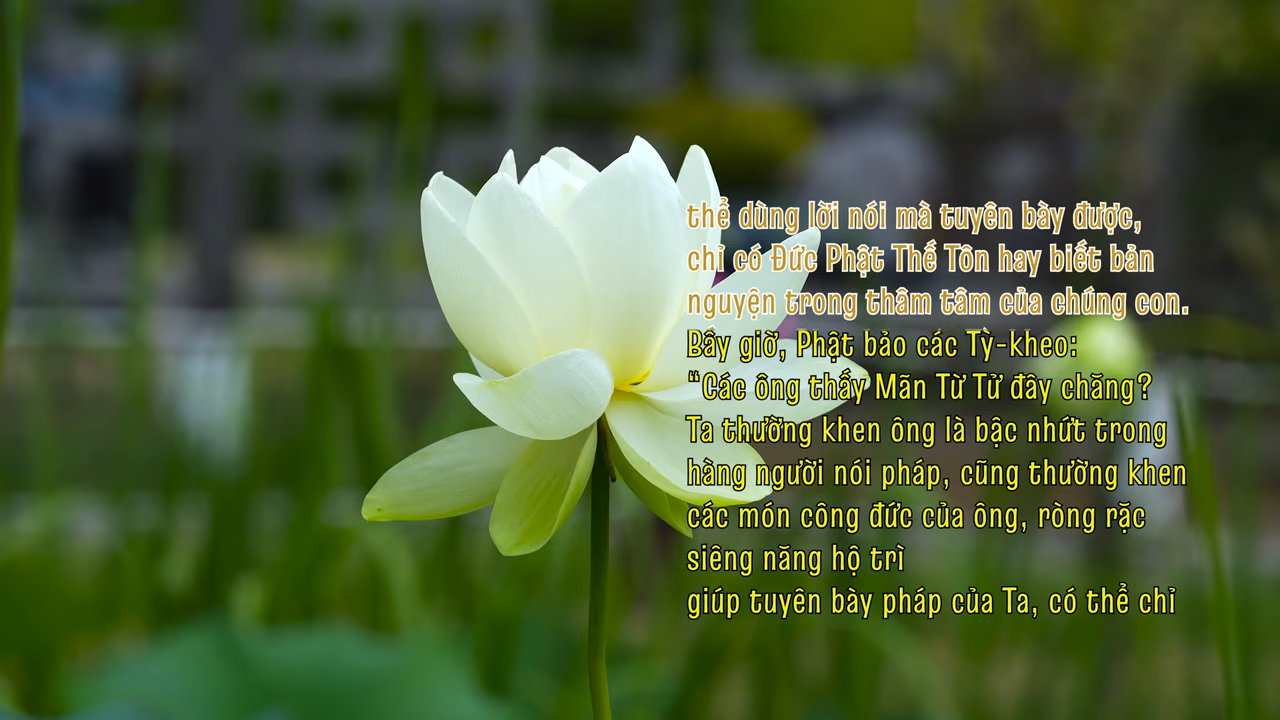 thể dùng lời nói mà tuyên bày được,
chỉ có Đức Phật Thế Tôn hay biết bản
nguyện trong thâm tâm của chúng con.
Bấy giờ, Phật bảo các Tỳ-kheo:
“Các ông thấy Mãn Từ Tử đây chăng?
Ta thường khen ông là bậc nhứt trong
hàng người nói pháp, cũng thường khen
các món công đức của ông, ròng rặc
siêng năng hộ trì
giúp tuyên bày pháp của Ta, có thể chỉ